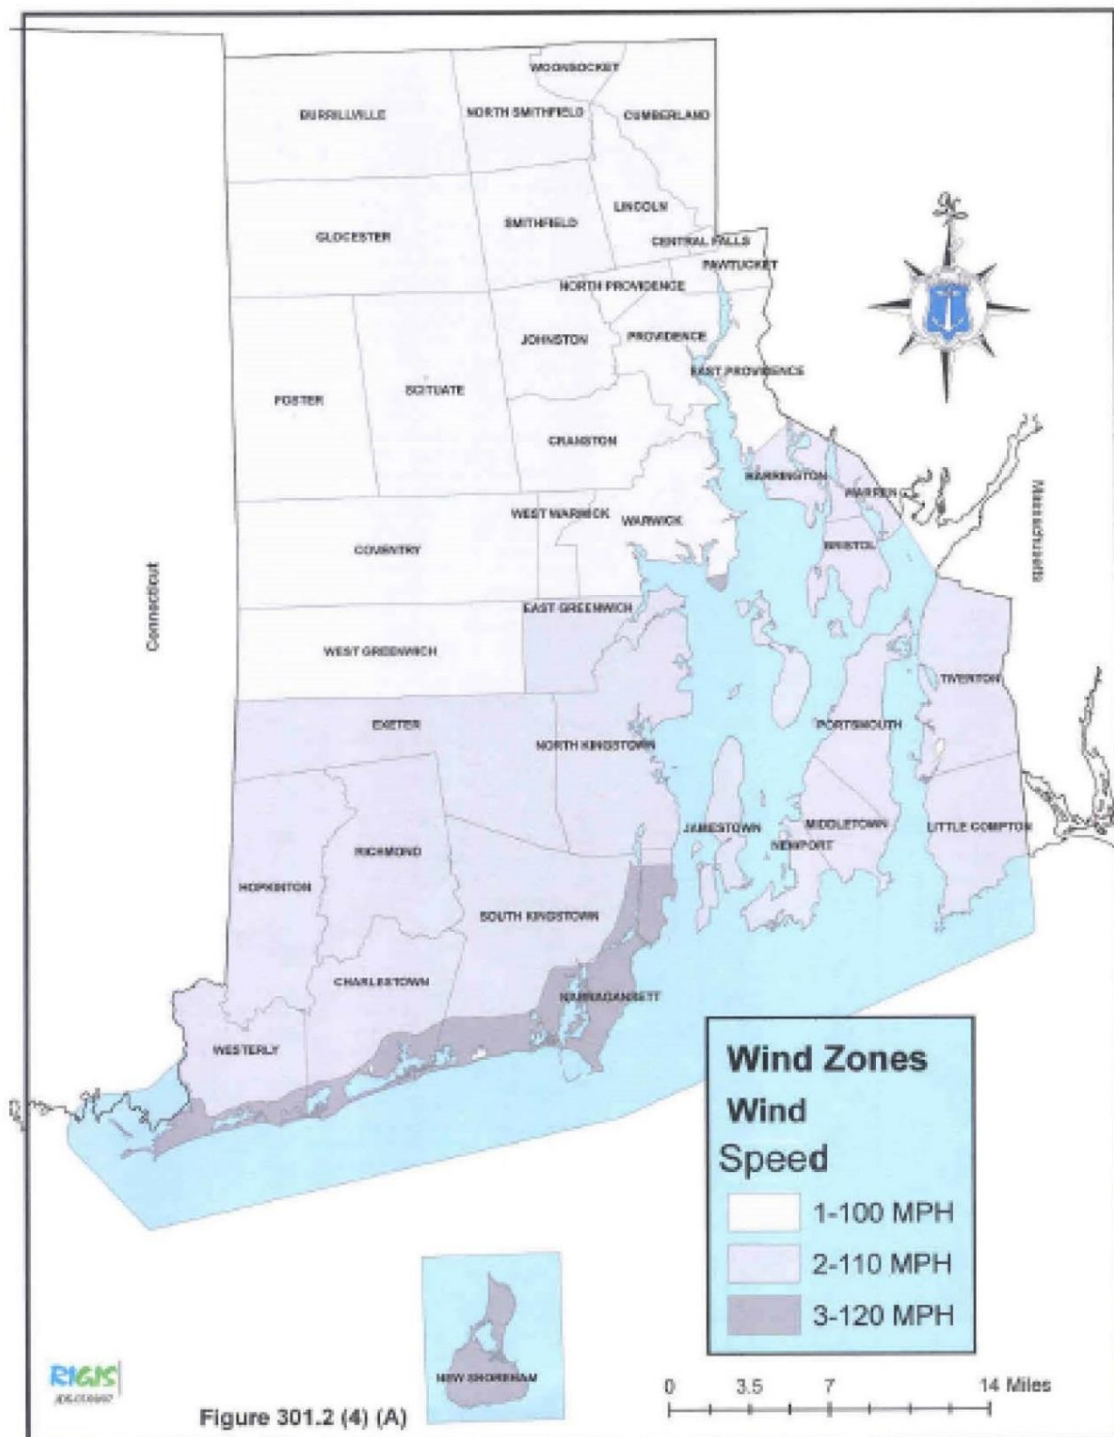 WOONSOCKET
BURRILLVILLE
NORTH SMITHFIELD
CUMBERLAND
LINCOLN
SMITHFIELD
GLOCESTER
CENTRAL FALLS
PAWTUCKET
NORTH PROVIDENCE
JOHNSTON
PROVIDENCE
EAST PROVIDENCE
SCITUATE
FOSTER
CRANSTON
BARRINGTON
WARREN
WEST WARWICK
WARWICK
Massachusetts
COVENTRY
BRISTOL
Connecticut
EAST GREENWICH
WEST GREENWICH
TIVERTON
EXETER
PORTSMOUTH
NORTH KINGSTOWN
JAMESTOWN
MIDDLETOWN
LITTLE COMPTON
NEWPORT
RICHMOND
HOPKINTON
SOUTH KINGSTOWN
CHARLESTOWN
NARRAGANSETT
WESTERLY
Wind Zones
Wind
Speed
1-100 MPH
2-110 MPH
3-120 MPH
NEW SHOREHAM
RIGIS
0 3.5 7 14 Miles
Figure 301.2 (4) (A)